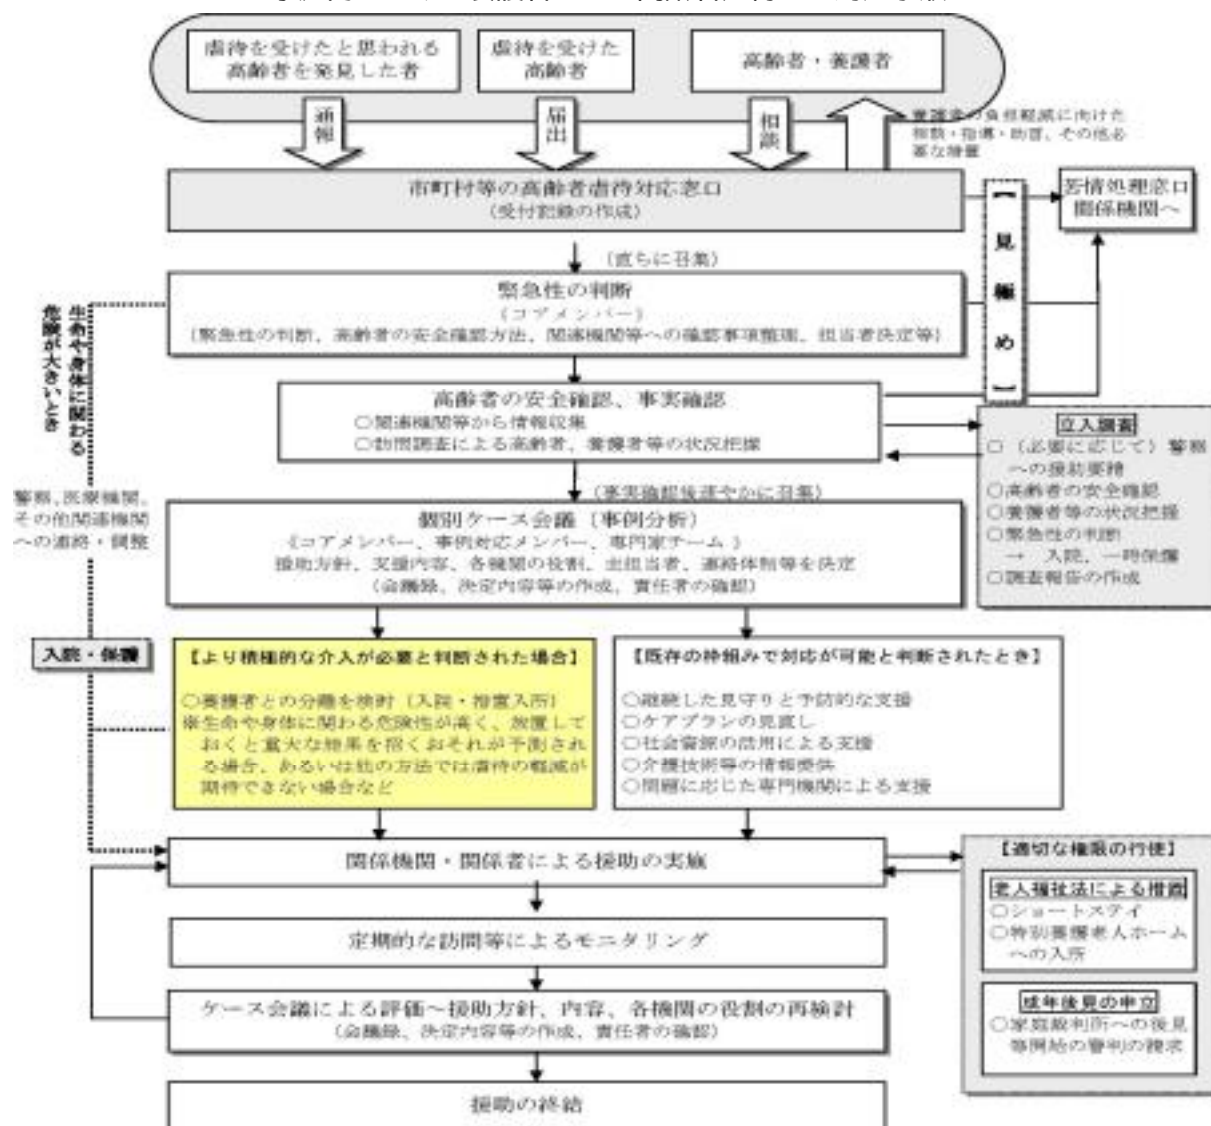 虐待を受けたと思われる
高齢者を発見した者
虐待を受けた
高齢者
高齢者・養護者
通報
届出
相談
養護者の負担軽減に向けた
相談・指導・助言、その他必
要な措置
市町村等の高齢者虐待対応窓口
(受付記録の作成)
【見極め】
苦情処理窓口
関係機関へ
(直ちに召集)
緊急性の判断
《コアメンバー》
(緊急性の判断、高齢者の安全確認方法、関連機関等への確認事項整理、担当者決定等)
生命や身体に関わる
危険が大きいとき
高齢者の安全確認、事実確認
○関連機関等から情報収集
○訪問調査による高齢者、養護者等の状況把握
立入調査
○(必要に応じて)警察
への援助要請
○高齢者の安全確認
○養護者等の状況把握
○緊急性の判断
→ 入院、一時保護
○調査報告の作成
(事実確認後速やかに召集)
警察、医療機関、
その他関連機関
への連絡・調整
個別ケース会議(事例分析)
《コアメンバー、事例対応メンバー、専門家チーム》
援助方針、支援内容、各機関の役割、主担当者、連絡体制等を決定
(会議録、決定内容等の作成、責任者の確認)
入院・保護
【より積極的な介入が必要と判断された場合】
○養護者との分離を検討(入院・措置入所)
※生命や身体に関わる危険性が高く、放置して
おくと重大な結果を招くおそれが予測され
る場合、あるいは他の方法では虐待の軽減が
期待できない場合など
【既存の枠組みで対応が可能と判断されたとき】
○継続した見守りと予防的な支援
○ケアプランの見直し
○社会資源の活用による支援
○介護技術等の情報提供
○問題に応じた専門機関による支援
関係機関・関係者による援助の実施
【適切な権限の行使】
老人福祉法による措置
○ショートステイ
○特別養護老人ホーム
への入所
成年後見の申立
○家庭裁判所への後見
等開始の審判の請求
定期的な訪問等によるモニタリング
ケース会議による評価~援助方針、内容、各機関の役割の再検討
(会議録、決定内容等の作成、責任者の確認)
援助の終結